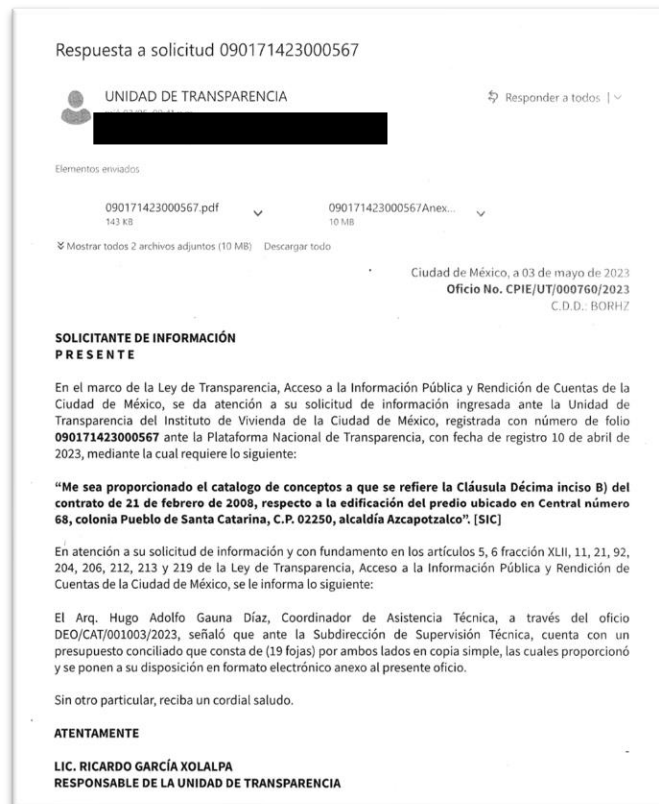 Respuesta a solicitud 090171423000567
UNIDAD DE TRANSPARENCIA
Responder a todos | 
Elementos enviados
090171423000567.pdf
143 KB
090171423000567Anex...
10 MB
Mostrar todos 2 archivos adjuntos (10 MB) Descargar todo
Ciudad de México, a 03 de mayo de 2023
Oficio No. CPIE/UT/000760/2023
C.D.D.: BORHZ
SOLICITANTE DE INFORMACIÓN
P R E S E N T E
En el marco de la Ley de Transparencia, Acceso a la Información Pública y Rendición de Cuentas de la
Ciudad de México, se da atención a su solicitud de información ingresada ante la Unidad de
Transparencia del Instituto de Vivienda de la Ciudad de México, registrada con número de folio
090171423000567 ante la Plataforma Nacional de Transparencia, con fecha de registro 10 de abril de
2023, mediante la cual requiere lo siguiente:
“Me sea proporcionado el catalogo de conceptos a que se refiere la Cláusula Décima inciso B) del
contrato de 21 de febrero de 2008, respecto a la edificación del predio ubicado en Central número
68, colonia Pueblo de Santa Catarina, C.P. 02250, alcaldía Azcapotzalco”. [SIC]
En atención a su solicitud de información y con fundamento en los artículos 5, 6 fracción XLII, 11, 21, 92,
204, 206, 212, 213 y 219 de la Ley de Transparencia, Acceso a la Información Pública y Rendición de
Cuentas de la Ciudad de México, se le informa lo siguiente:
El Arq. Hugo Adolfo Gauna Díaz, Coordinador de Asistencia Técnica, a través del oficio
DEO/CAT/001003/2023, señaló que ante la Subdirección de Supervisión Técnica, cuenta con un
presupuesto conciliado que consta de (19 fojas) por ambos lados en copia simple, las cuales proporcionó
y se ponen a su disposición en formato electrónico anexo al presente oficio.
Sin otro particular, reciba un cordial saludo.
ATENTAMENTE
LIC. RICARDO GARCÍA XOLALPA
RESPONSABLE DE LA UNIDAD DE TRANSPARENCIA